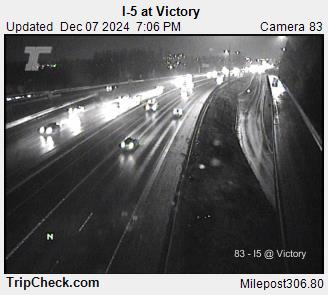 I-5 at Victory
Updated Dec 07 2024 7:06 PM Camera 83
T
N
83 - I5 @ Victory
TripCheck.com Milepost306.80